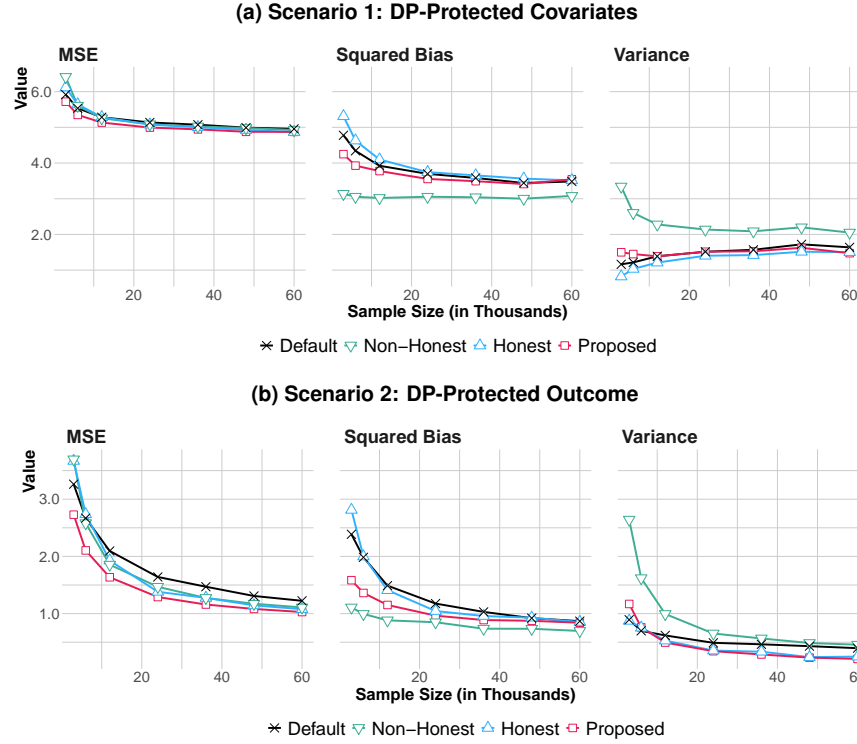 (a) Scenario 1: DP-Protected Covariates
MSE Squared Bias Variance
Value
6.0
4.0
2.0
20 40 60 20 40 60 20 40 60
Sample Size (in Thousands)
Default Non-Honest Honest Proposed
(b) Scenario 2: DP-Protected Outcome
MSE Squared Bias Variance
Value
3.0
2.0
1.0
20 40 60 20 40 60 20 40 60
Sample Size (in Thousands)
Default Non-Honest Honest Proposed